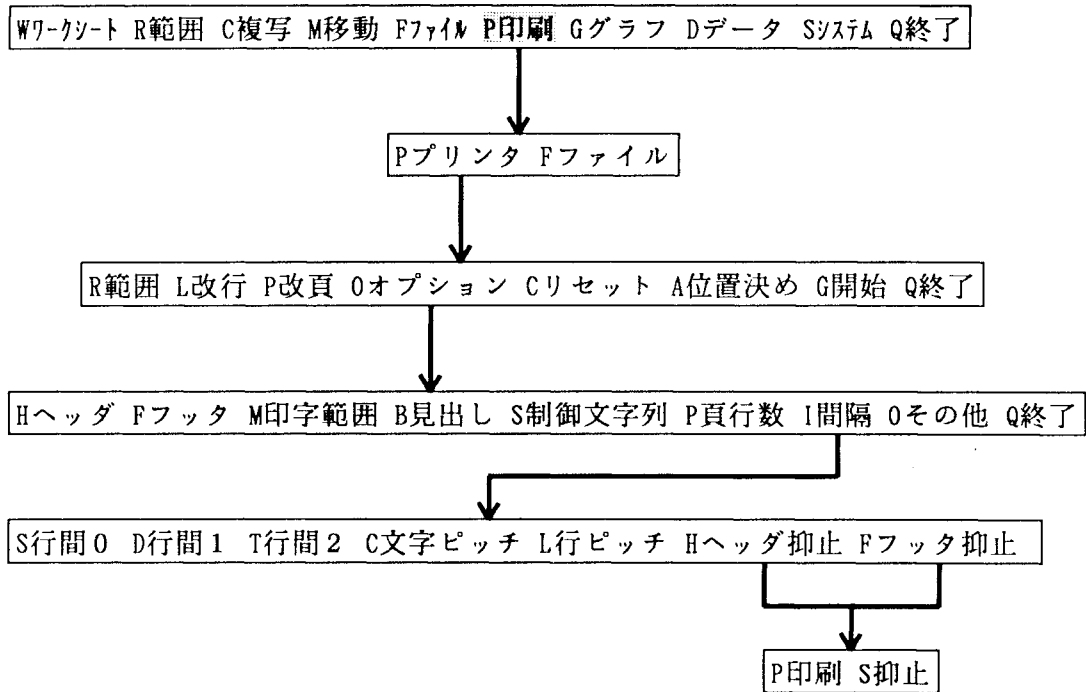 Wワークシート R範囲 C複写 M移動 Fファイル P印刷 Gグラフ Dデータ Sシステム Q終了
Pプリンタ Fファイル
R範囲 L改行 P改頁 Oオプション Cリセット A位置決め G開始 Q終了
Hヘッダ Fフッタ M印字範囲 B見出し S制御文字列 P頁行数 I間隔 Oその他 Q終了
S行間0 D行間1 T行間2 C文字ピッチ L行ピッチ Hヘッダ抑止 Fフッタ抑止
P印刷 S抑止